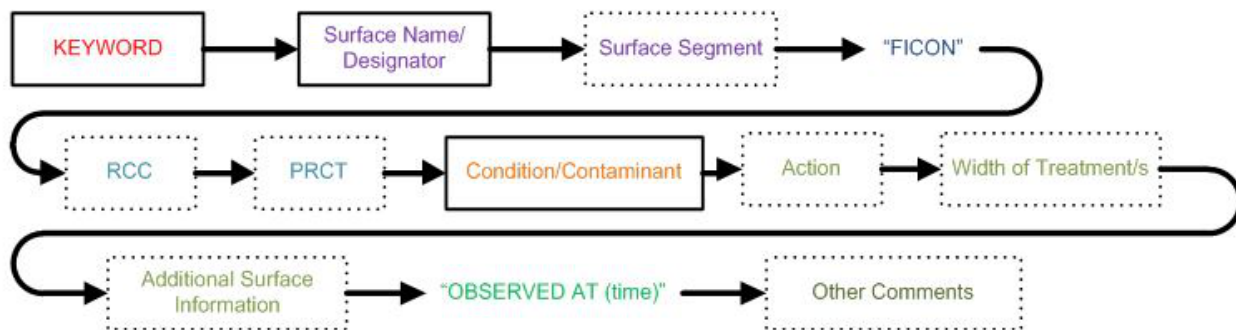 KEYWORD
Surface Name/
Designator
Surface Segment
“FICON”
RCC
PRCT
Condition/Contaminant
Action
Width of Treatment/s
Additional Surface
Information
“OBSERVED AT (time)”
Other Comments